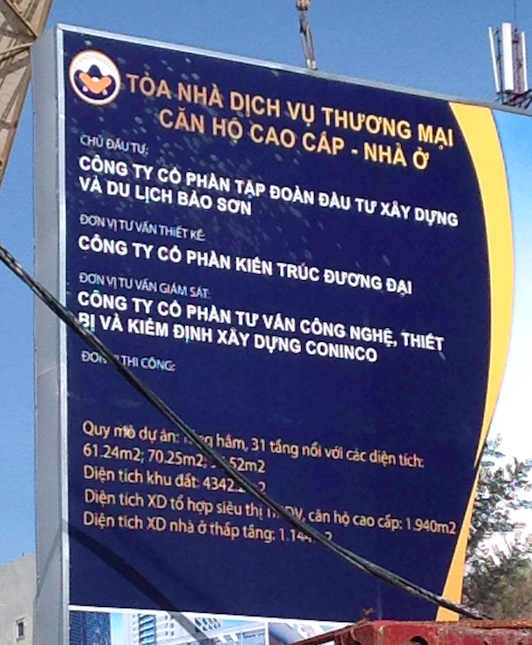 TÒA NHÀ DỊCH VỤ THƯƠNG MẠI
CĂN HỘ CAO CẤP - NHÀ Ở
CHỦ ĐẦU TƯ:
CÔNG TY CỔ PHẦN TẬP ĐOÀN ĐẦU TƯ XÂY DỰNG
VÀ DU LỊCH BẢO SƠN
ĐƠN VỊ TƯ VẤN THIẾT KẾ:
CÔNG TY CỔ PHẦN KIẾN TRÚC ĐƯƠNG ĐẠI
ĐƠN VỊ TƯ VẤN GIÁM SÁT:
CÔNG TY CỔ PHẦN TƯ VẤN CÔNG NGHỆ, THIẾT
BỊ VÀ KIỂM ĐỊNH XÂY DỰNG CONINCO
ĐƠN VỊ THI CÔNG:
Quy mô dự án: hầm, 31 tầng nổi với các diện tích:
61.24m2; 70.25m2;
Diện tích khu đất:
Diện tích XD tổ hợp siêu thị căn hộ cao cấp: 1.940m2
Diện tích XD nhà ở thấp tầng: